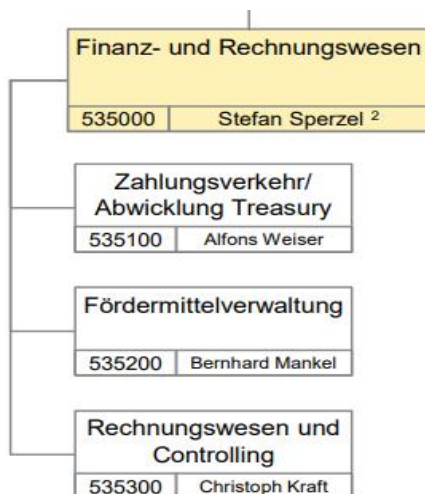 Finanz- und Rechnungswesen
535000 Stefan Sperzel ²
Zahlungsverkehr/
Abwicklung Treasury
535100 Alfons Weiser
Fördermittelverwaltung
535200 Bernhard Mankel
Rechnungswesen und
Controlling
535300 Christoph Kraft